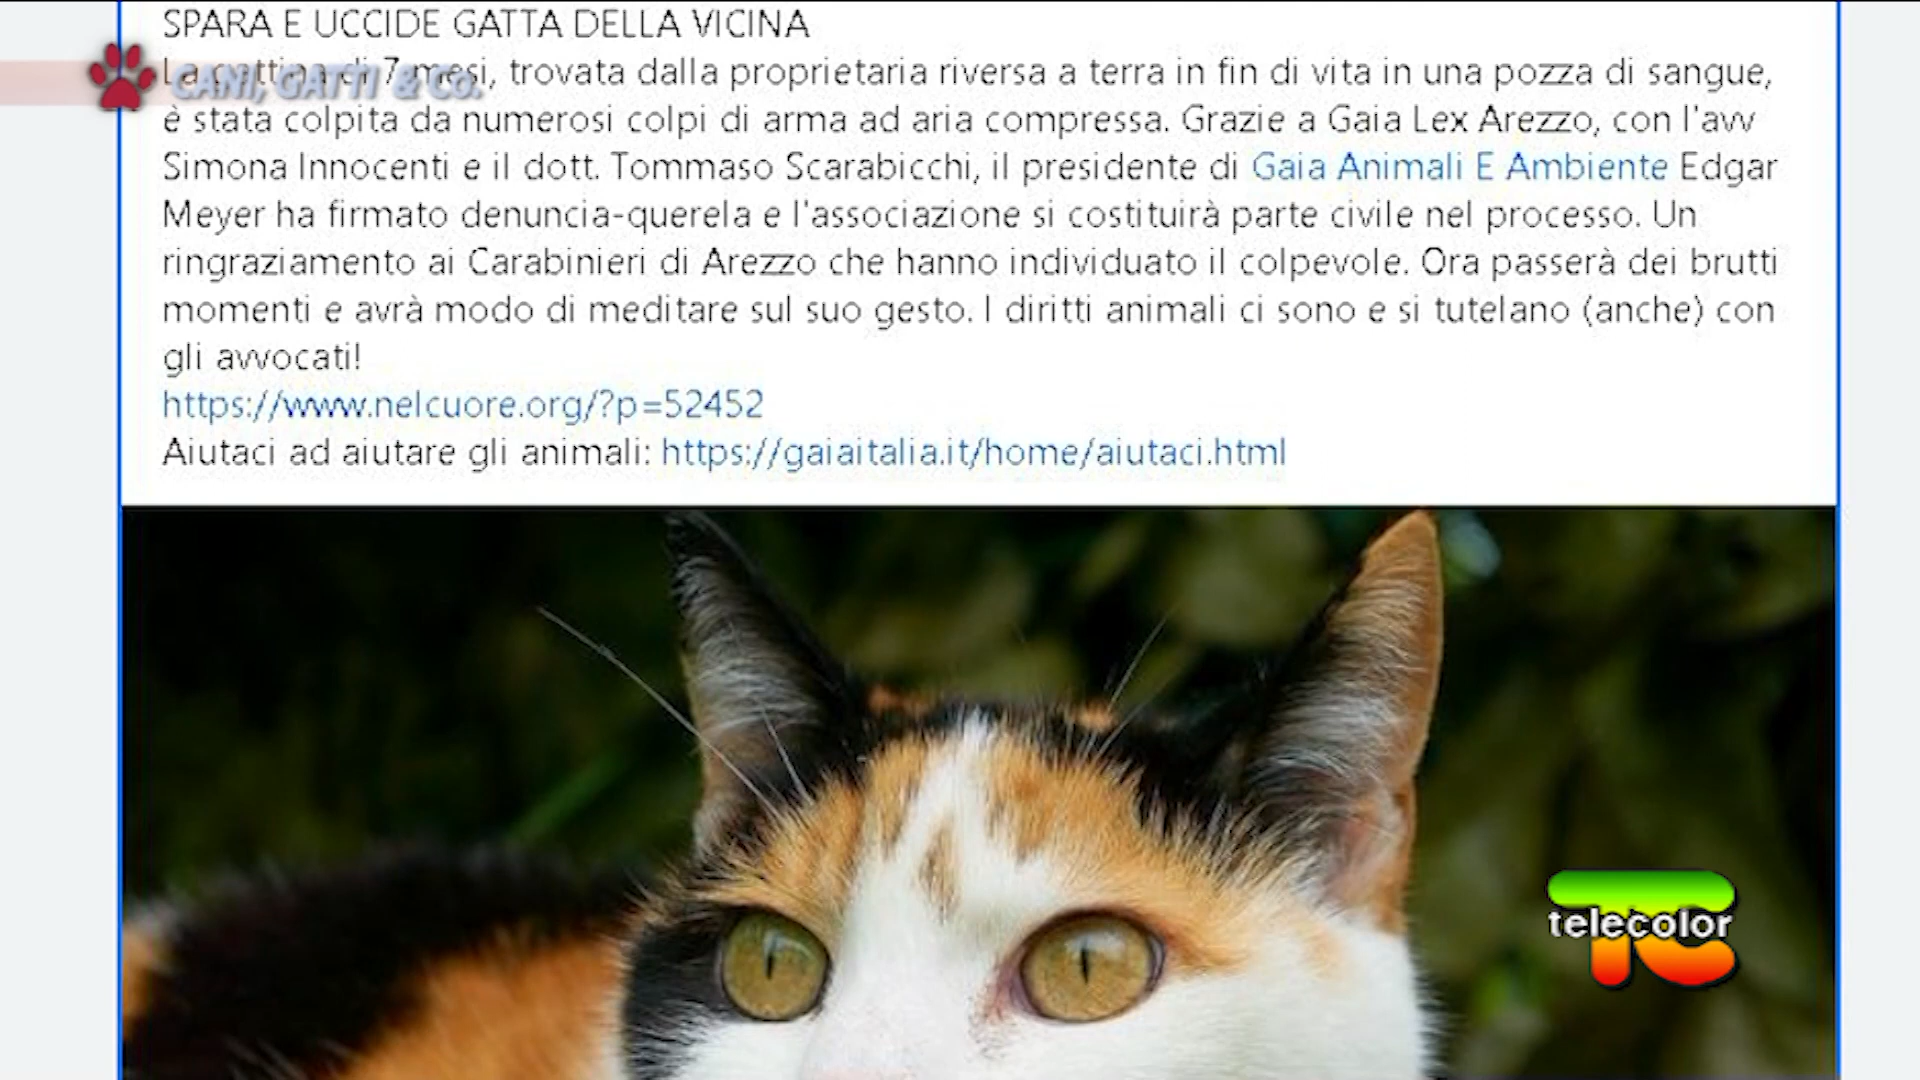 SPARA E UCCIDE GATTA DELLA VICINA
La gattina di 7 mesi, trovata dalla proprietaria riversa a terra in fin di vita in una pozza di sangue,
CANI, GATTI & Co.
è stata colpita da numerosi colpi di arma ad aria compressa. Grazie a Gaia Lex Arezzo, con l'avv
Simona Innocenti e il dott. Tommaso Scarabicchi, il presidente di Gaia Animali E Ambiente Edgar
Meyer ha firmato denuncia-querela e l'associazione si costituirà parte civile nel processo. Un
ringraziamento ai Carabinieri di Arezzo che hanno individuato il colpevole. Ora passerà dei brutti
momenti e avrà modo di meditare sul suo gesto. I diritti animali ci sono e si tutelano (anche) con
gli avvocati!
https://www.nelcuore.org/?p=52452
Aiutaci ad aiutare gli animali: https://gaiaitalia.it/home/aiutaci.html
telecolor